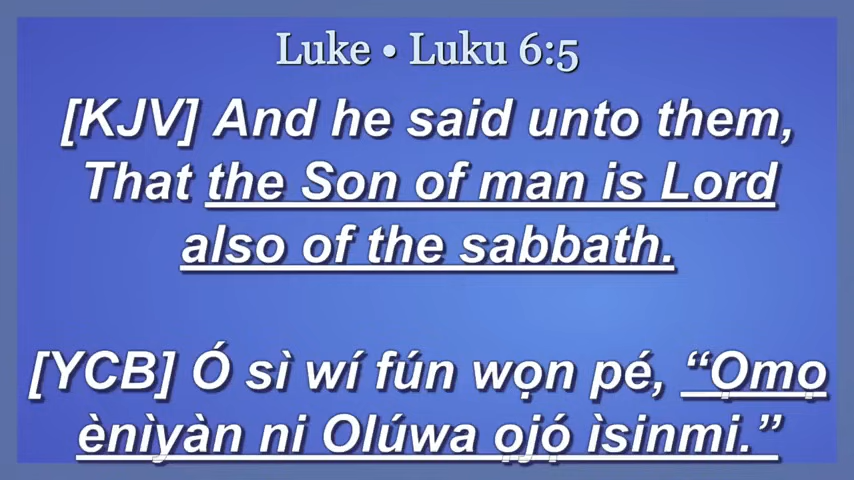 Luke • Luku 6:5
[KJV] And he said unto them,
That the Son of man is Lord
also of the sabbath.
[YCB] Ó sì wí fún wọn pé, “Ọmọ
ènìyàn ni Olúwa ọjọ́ ìsinmi.”